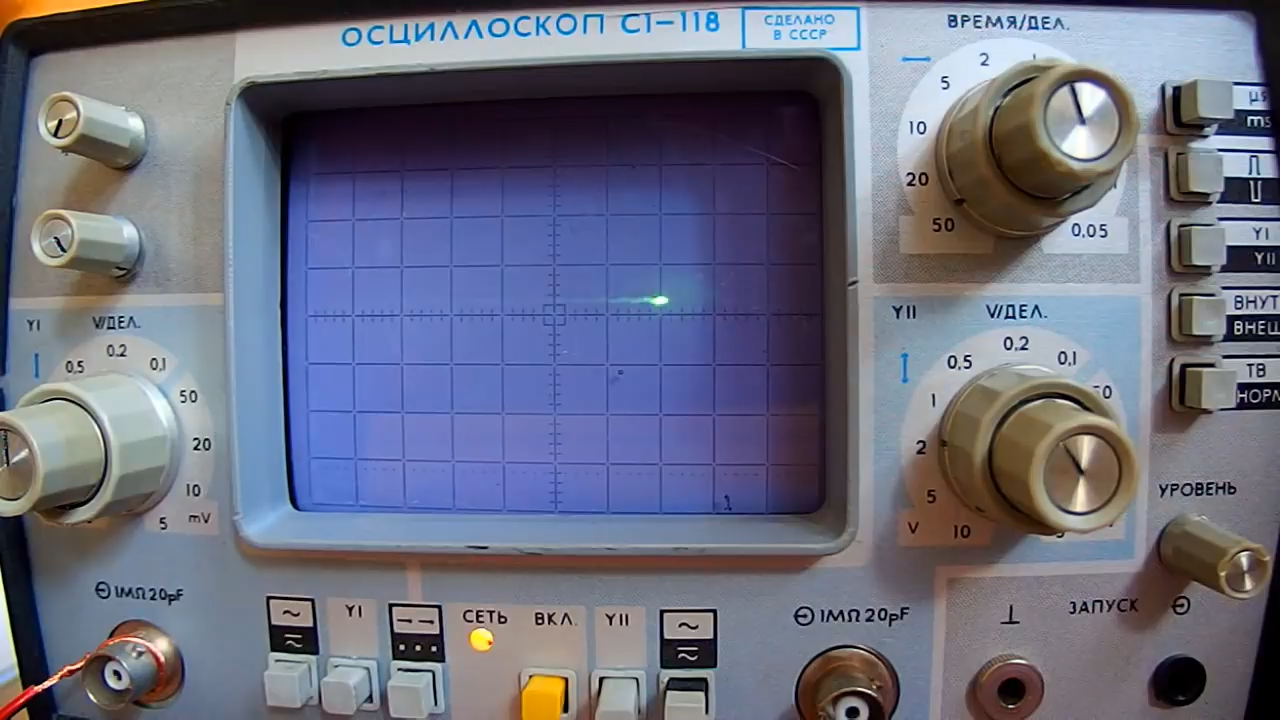 ОСЦИЛЛОСКОП С1-118
СДЕЛАНО
В СССР
ВРЕМЯ/ДЕЛ.
2
5
10
20
50
0,05
μs
ms
YI
YII
ВНУТ
ВНЕШ
ТВ
НОРМ
YI
V/ДЕЛ.
0,5
0,2
0,1
50
20
10
5
mV
YII
V/ДЕЛ.
0,5
0,2
0,1
1
2
5
V
10
УРОВЕНЬ
1MΩ 20pF
YI
СЕТЬ
ВКЛ.
YII
1MΩ 20pF
ЗАПУСК